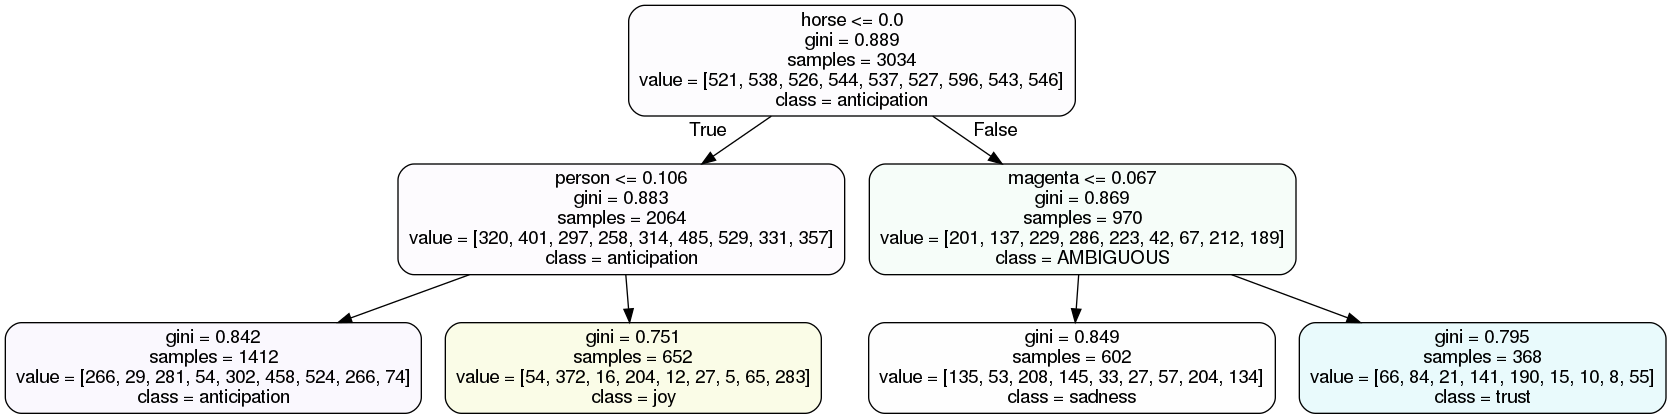 horse <= 0.0
gini = 0.889
samples = 3034
value = [521, 538, 526, 544, 537, 527, 596, 543, 546]
class = anticipation
True
False
person <= 0.106
gini = 0.883
samples = 2064
value = [320, 401, 297, 258, 314, 485, 529, 331, 357]
class = anticipation
magenta <= 0.067
gini = 0.869
samples = 970
value = [201, 137, 229, 286, 223, 42, 67, 212, 189]
class = AMBIGUOUS
gini = 0.842
samples = 1412
value = [266, 29, 281, 54, 302, 458, 524, 266, 74]
class = anticipation
gini = 0.751
samples = 652
value = [54, 372, 16, 204, 12, 27, 5, 65, 283]
class = joy
gini = 0.849
samples = 602
value = [135, 53, 208, 145, 33, 27, 57, 204, 134]
class = sadness
gini = 0.795
samples = 368
value = [66, 84, 21, 141, 190, 15, 10, 8, 55]
class = trust